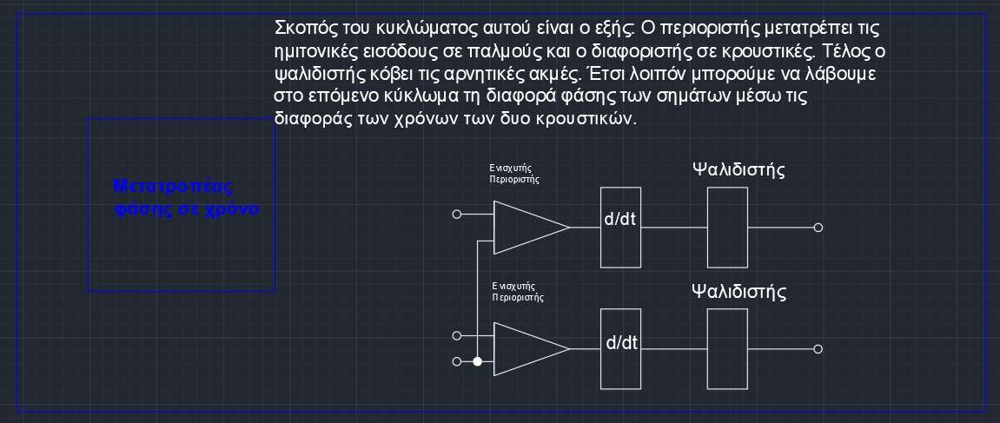 Σκοπός του κυκλώματος αυτού είναι ο εξής: Ο περιοριστής μετατρέπει τις
ημιτονικές εισόδους σε παλμούς και ο διαφοριστής σε κρουστικές. Τέλος ο
ψαλιδιστής κόβει τις αρνητικές ακμές. Έτσι λοιπόν μπορούμε να λάβουμε
στο επόμενο κύκλωμα τη διαφορά φάσης των σημάτων μέσω τις
διαφοράς των χρόνων των δυο κρουστικών.
Μετατροπέας
φάσης σε χρόνο
Ενισχυτής
Περιοριστής
Ψαλιδιστής
d/dt
Ενισχυτής
Περιοριστής
Ψαλιδιστής
d/dt